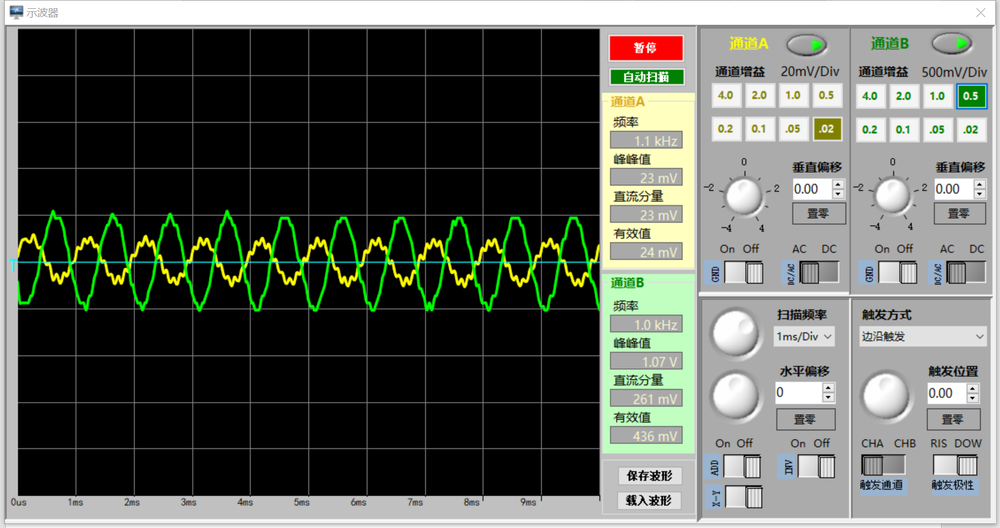 示波器
暂停
自动扫描
通道A
频率
1.1 kHz
峰峰值
23 mV
直流分量
23 mV
有效值
24 mV
通道B
频率
1.0 kHz
峰峰值
1.07 V
直流分量
261 mV
有效值
436 mV
保存波形
载入波形
T
0us 1ms 2ms 3ms 4ms 5ms 6ms 7ms 8ms 9ms
通道A
通道增益 20mV/Div
4.0 2.0 1.0 0.5
0.2 0.1 .05 .02
0
-2 2
-4 4
垂直偏移
0.00
置零
On Off AC DC
GND DC/AC
通道B
通道增益 500mV/Div
4.0 2.0 1.0 0.5
0.2 0.1 .05 .02
0
-2 2
-4 4
垂直偏移
0.00
置零
On Off AC DC
GND DC/AC
扫描频率
1ms/Div
水平偏移
0
置零
On Off On Off
ADD INV
X-Y
触发方式
边沿触发
触发位置
0.00
置零
CHA CHB RIS DOW
触发通道 触发极性